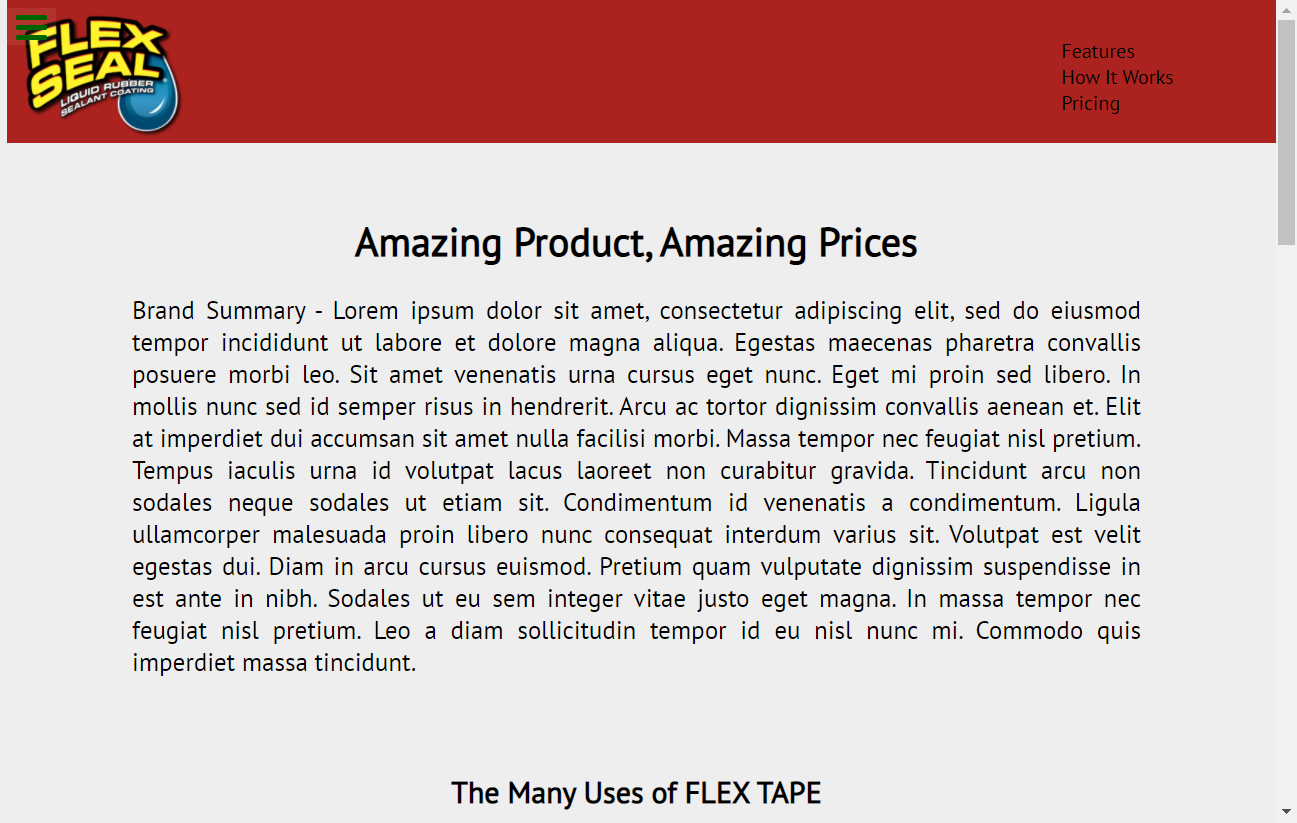 FLEX
SEAL
LIQUID RUBBER
SEALANT COATING
Features
How It Works
Pricing
Amazing Product, Amazing Prices
Brand Summary - Lorem ipsum dolor sit amet, consectetur adipiscing elit, sed do eiusmod
tempor incididunt ut labore et dolore magna aliqua. Egestas maecenas pharetra convallis
posuere morbi leo. Sit amet venenatis urna cursus eget nunc. Eget mi proin sed libero. In
mollis nunc sed id semper risus in hendrerit. Arcu ac tortor dignissim convallis aenean et. Elit
at imperdiet dui accumsan sit amet nulla facilisi morbi. Massa tempor nec feugiat nisl pretium.
Tempus iaculis urna id volutpat lacus laoreet non curabitur gravida. Tincidunt arcu non
sodales neque sodales ut etiam sit. Condimentum id venenatis a condimentum. Ligula
ullamcorper malesuada proin libero nunc consequat interdum varius sit. Volutpat est velit
egestas dui. Diam in arcu cursus euismod. Pretium quam vulputate dignissim suspendisse in
est ante in nibh. Sodales ut eu sem integer vitae justo eget magna. In massa tempor nec
feugiat nisl pretium. Leo a diam sollicitudin tempor id eu nisl nunc mi. Commodo quis
imperdiet massa tincidunt.
The Many Uses of FLEX TAPE